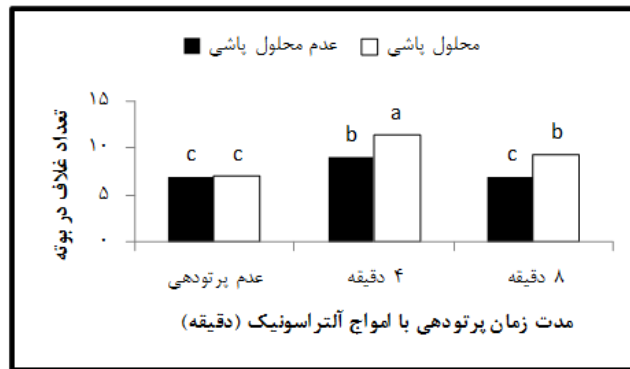 محلول پاشی عدم محلول پاشی
تعداد غلاف در بوته
۱۵
۱۰
۵
۰
c c b a c b
عدم پرتودهی ۴ دقیقه ۸ دقیقه
مدت زمان پرتودهی با امواج آلتراسونیک (دقیقه)